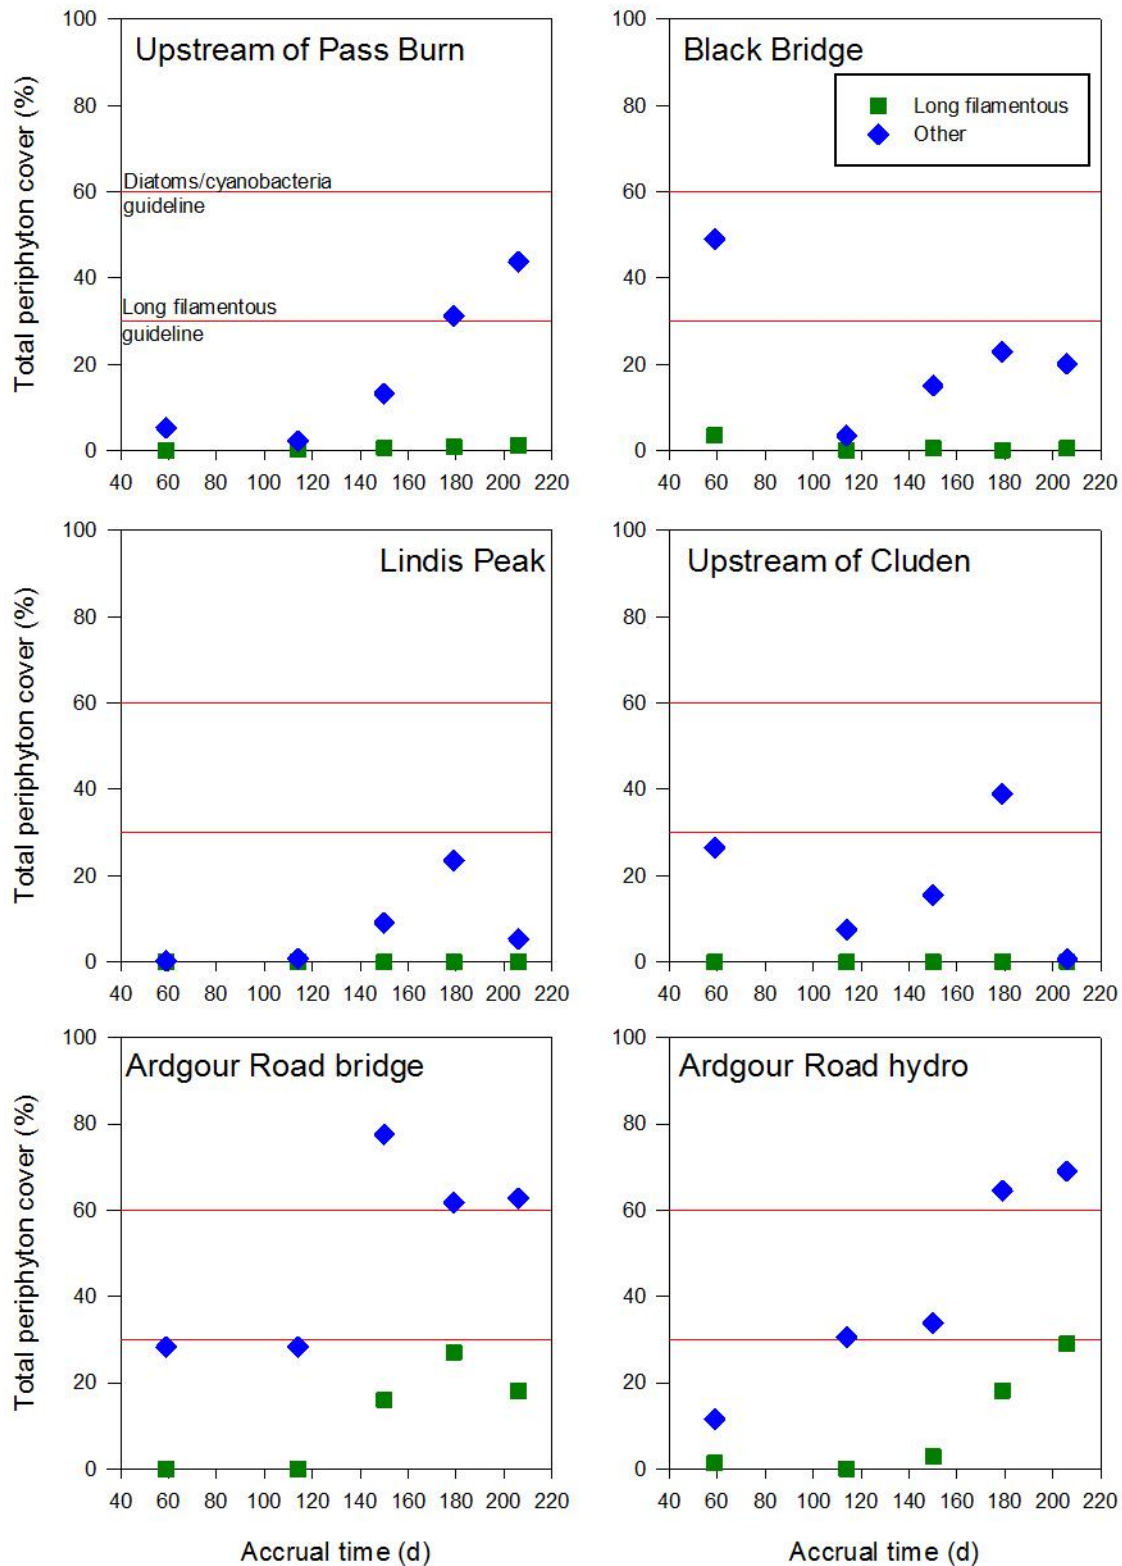 Upstream of Pass Burn
Total periphyton cover (%)
100
80
60
40
20
0
Diatoms/cyanobacteria
guideline
Long filamentous
guideline
40 60 80 100 120 140 160 180 200 220
Black Bridge
Long filamentous
Other
100
80
60
40
20
0
40 60 80 100 120 140 160 180 200 220
Lindis Peak
Total periphyton cover (%)
100
80
60
40
20
0
40 60 80 100 120 140 160 180 200 220
Upstream of Cluden
100
80
60
40
20
0
40 60 80 100 120 140 160 180 200 220
Ardgour Road bridge
Total periphyton cover (%)
100
80
60
40
20
0
40 60 80 100 120 140 160 180 200 220
Accrual time (d)
Ardgour Road hydro
100
80
60
40
20
0
40 60 80 100 120 140 160 180 200 220
Accrual time (d)